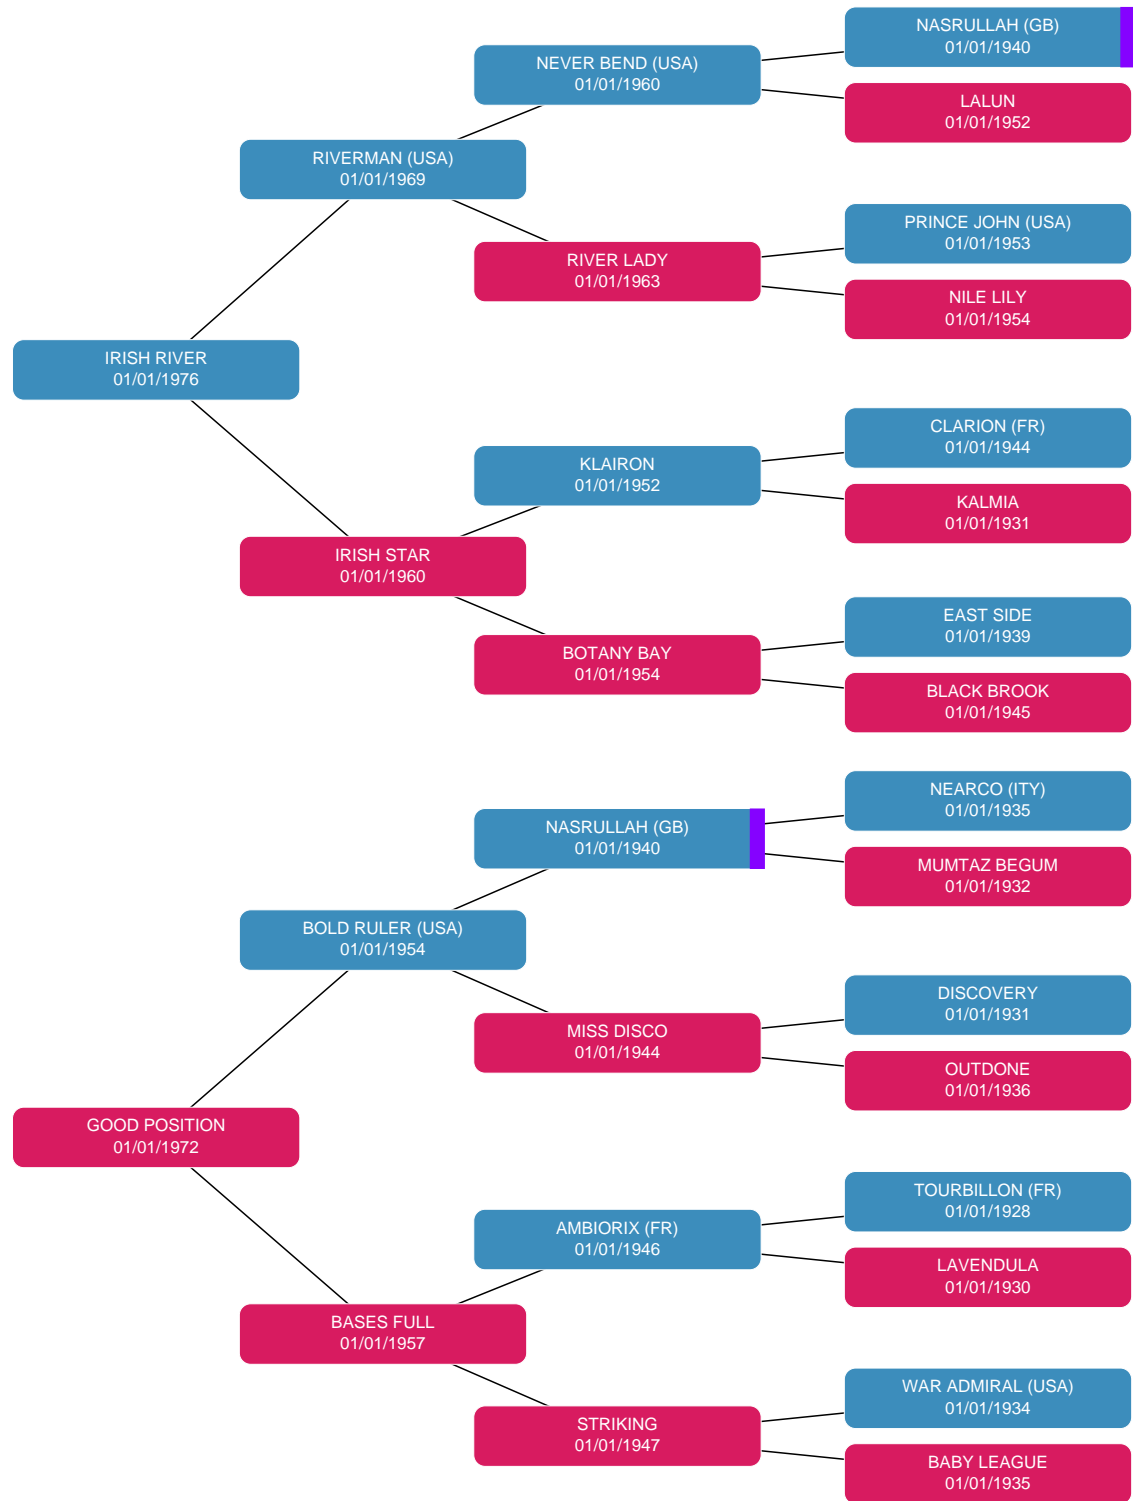 NASRULLAH (GB)
01/01/1940
NEVER BEND (USA)
01/01/1960
LALUN
01/01/1952
RIVERMAN (USA)
01/01/1969
PRINCE JOHN (USA)
01/01/1953
RIVER LADY
01/01/1963
NILE LILY
01/01/1954
IRISH RIVER
01/01/1976
CLARION (FR)
01/01/1944
KLAIRON
01/01/1952
KALMIA
01/01/1931
IRISH STAR
01/01/1960
EAST SIDE
01/01/1939
BOTANY BAY
01/01/1954
BLACK BROOK
01/01/1945
NEARCO (ITY)
01/01/1935
NASRULLAH (GB)
01/01/1940
MUMTAZ BEGUM
01/01/1932
BOLD RULER (USA)
01/01/1954
DISCOVERY
01/01/1931
MISS DISCO
01/01/1944
OUTDONE
01/01/1936
GOOD POSITION
01/01/1972
TOURBILLON (FR)
01/01/1928
AMBIORIX (FR)
01/01/1946
LAVENDULA
01/01/1930
BASES FULL
01/01/1957
WAR ADMIRAL (USA)
01/01/1934
STRIKING
01/01/1947
BABY LEAGUE
01/01/1935